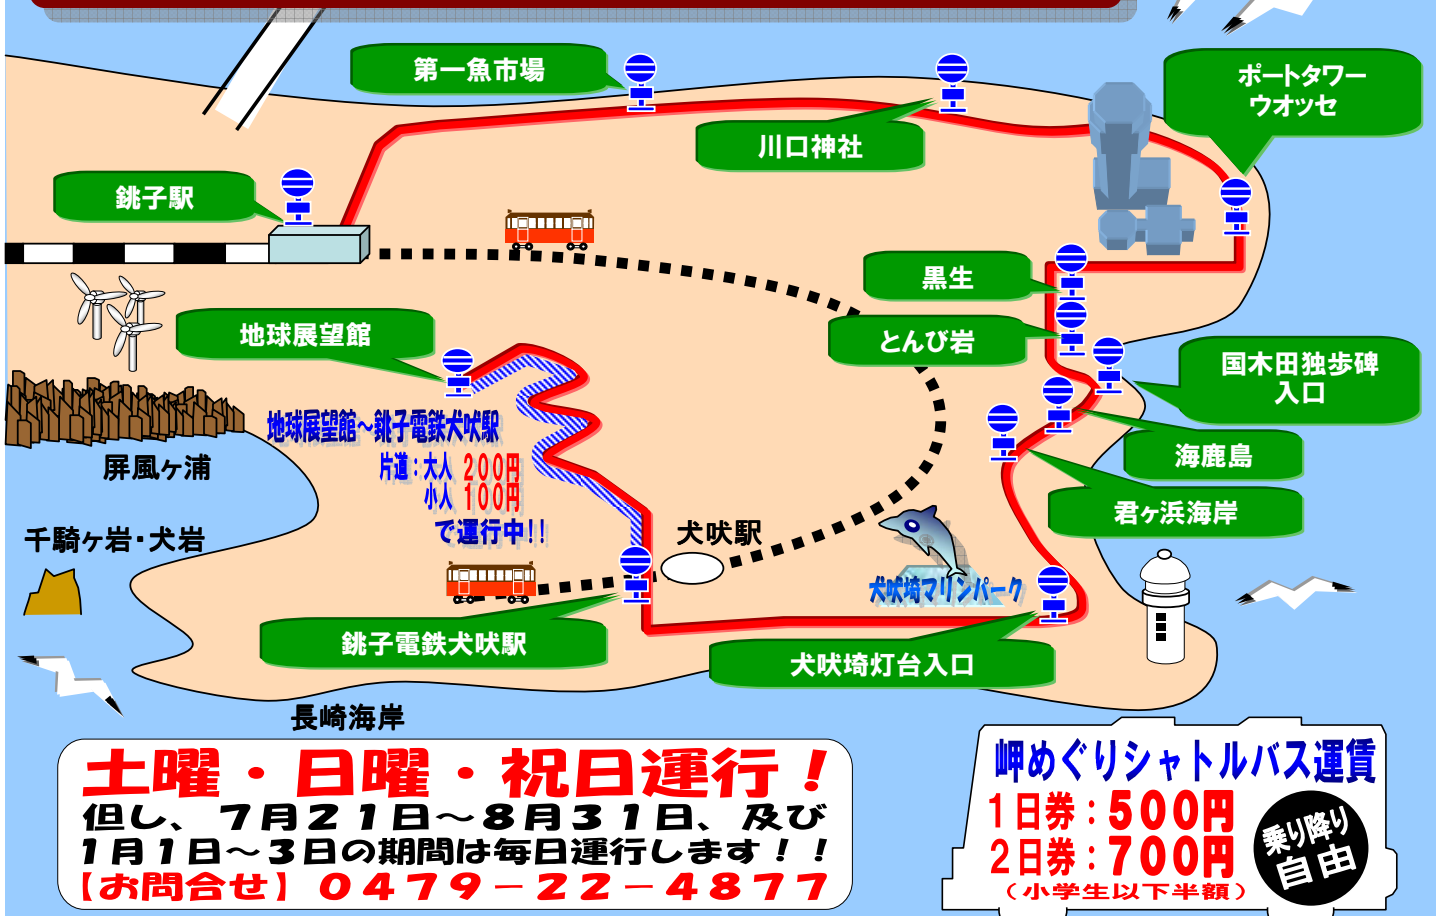 第一魚市場
ポートタワー
ウオッセ
川口神社
銚子駅
黒生
地球展望館
とんび岩
国木田独歩碑
入口
地球展望館～銚子電鉄犬吠駅
片道：大人 200円
小人 100円
で運行中!!
海鹿島
屏風ヶ浦
君ヶ浜海岸
千騎ヶ岩・犬岩
犬吠駅
犬吠埼マリンパーク
銚子電鉄犬吠駅
犬吠埼灯台入口
長崎海岸
土曜・日曜・祝日運行！
但し、７月２１日～８月３１日、及び
１月１日～３日の期間は毎日運行します！！
【お問合せ】０４７９－２２－４８７７
岬めぐりシャトルバス運賃
1日券：500円
2日券：700円
（小学生以下半額）
乗り降り
自由